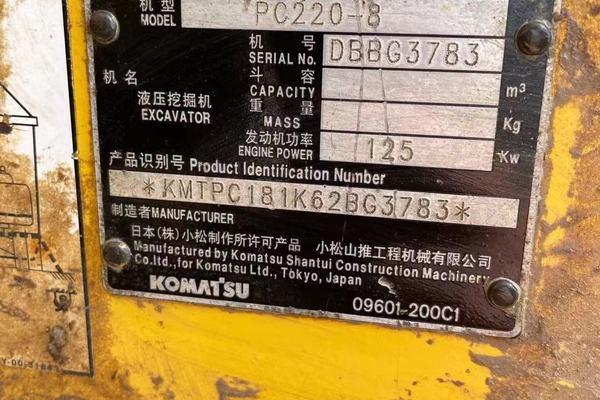 机型 MODEL PC220-8
机号 SERIAL No. DBBG3783
机名 液压挖掘机 EXCAVATOR
斗容 CAPACITY m³
重量 MASS Kg
发动机功率 ENGINE POWER 125 Kw
产品识别号 Product Identification Number
*KMTPC181K62BG3783*
制造者MANUFACTURER
日本(株)小松制作所许可产品 小松山推工程机械有限公司
Manufactured by Komatsu Shantui Construction Machinery
Co.ltd.,for Komatsu Ltd., Tokyo, Japan
KOMATSU 09601-200C1